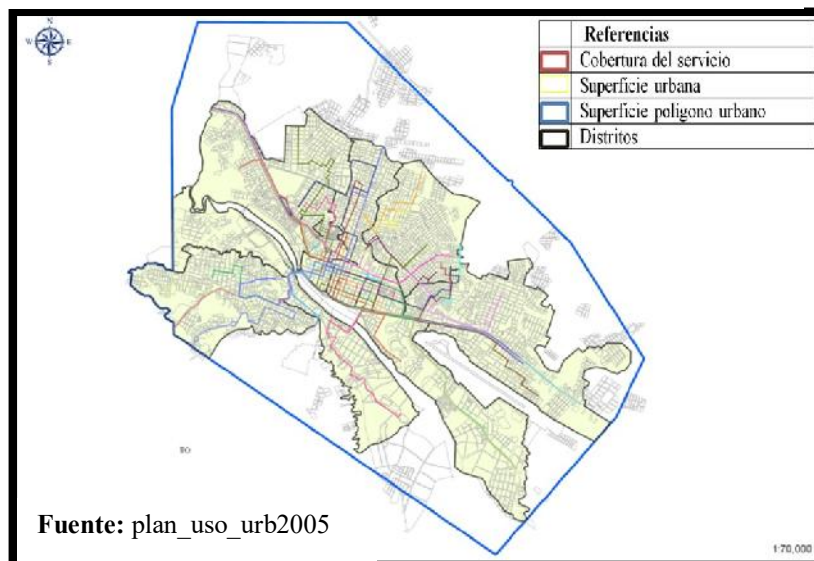 N
W E
S
Referencias
Cobertura del servicio
Superficie urbana
Superficie poligono urbano
Distritos
Fuente: plan_uso_urb2005
1:70,000